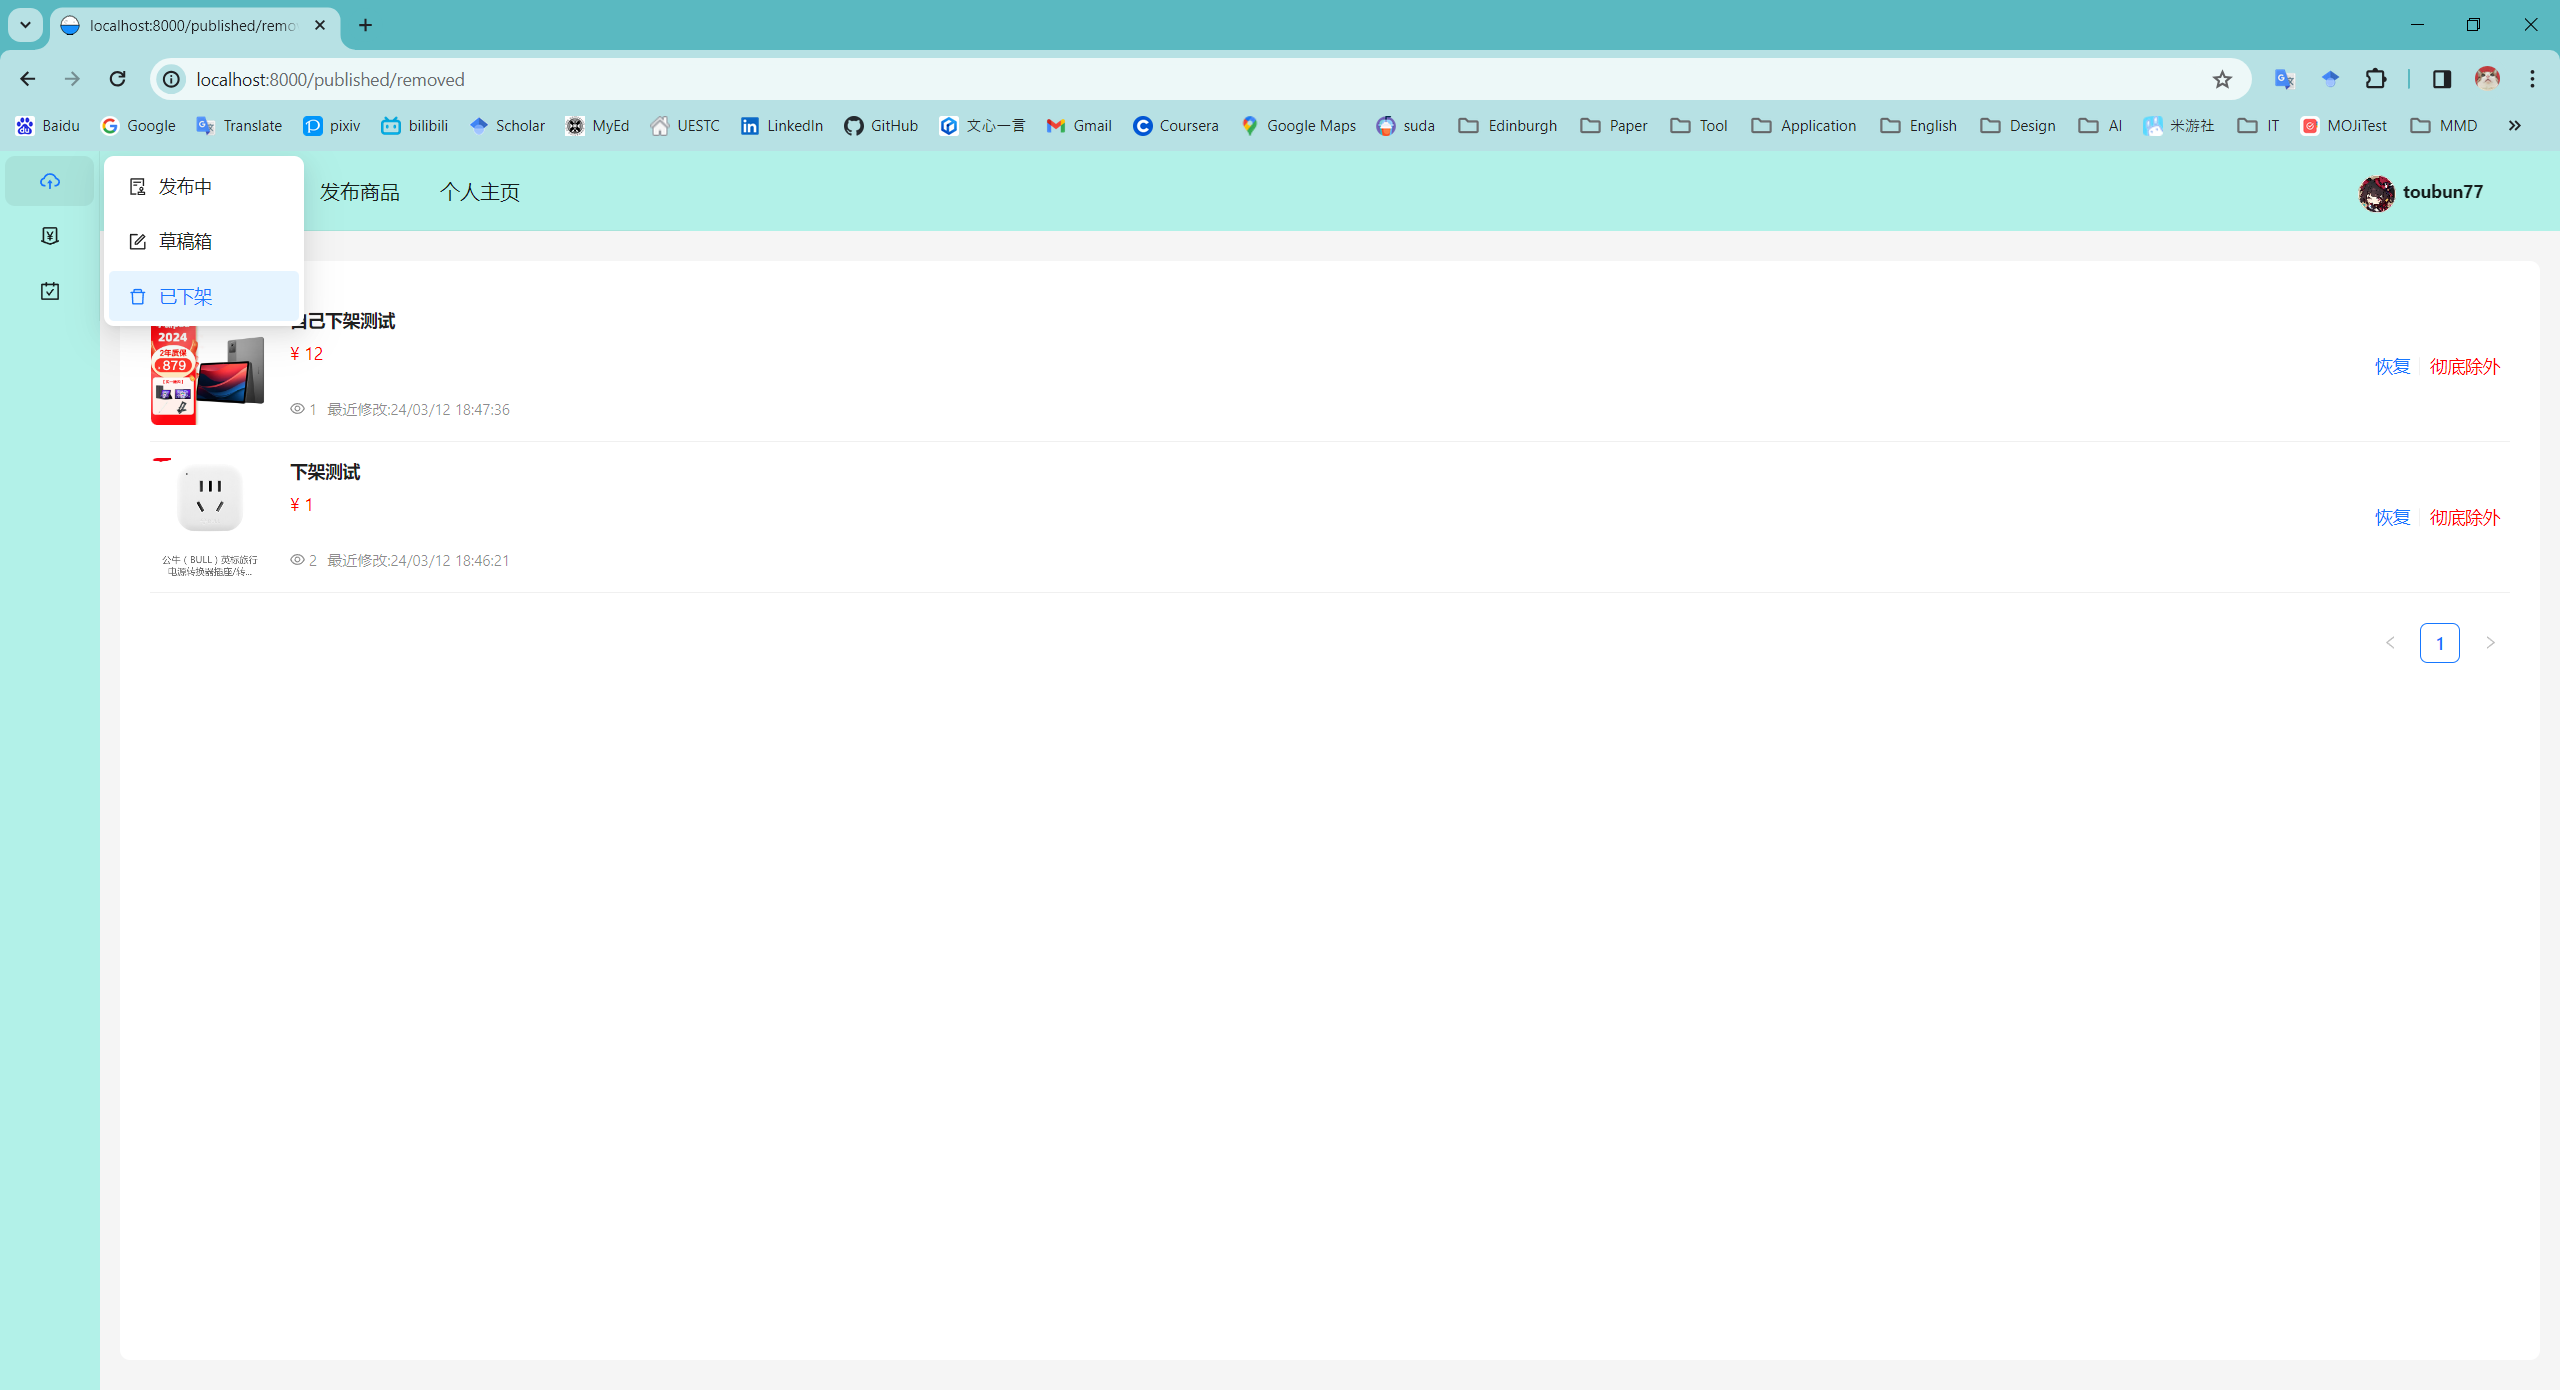 localhost:8000/published/remo
localhost:8000/published/removed
Baidu Google Translate pixiv bilibili Scholar MyEd UESTC LinkedIn GitHub 文心一言 Gmail Coursera Google Maps suda Edinburgh Paper Tool Application English Design AI 米游社 IT MOJiTest MMD
发布中
发布商品 个人主页
toubun77
草稿箱
已下架
自己下架测试
2024
2年质保
879
¥ 12
恢复 彻底除外
1 最近修改:24/03/12 18:47:36
下架测试
¥ 1
恢复 彻底除外
公牛（BULL）英标旅行
电源转换器插座/转...
2 最近修改:24/03/12 18:46:21
1